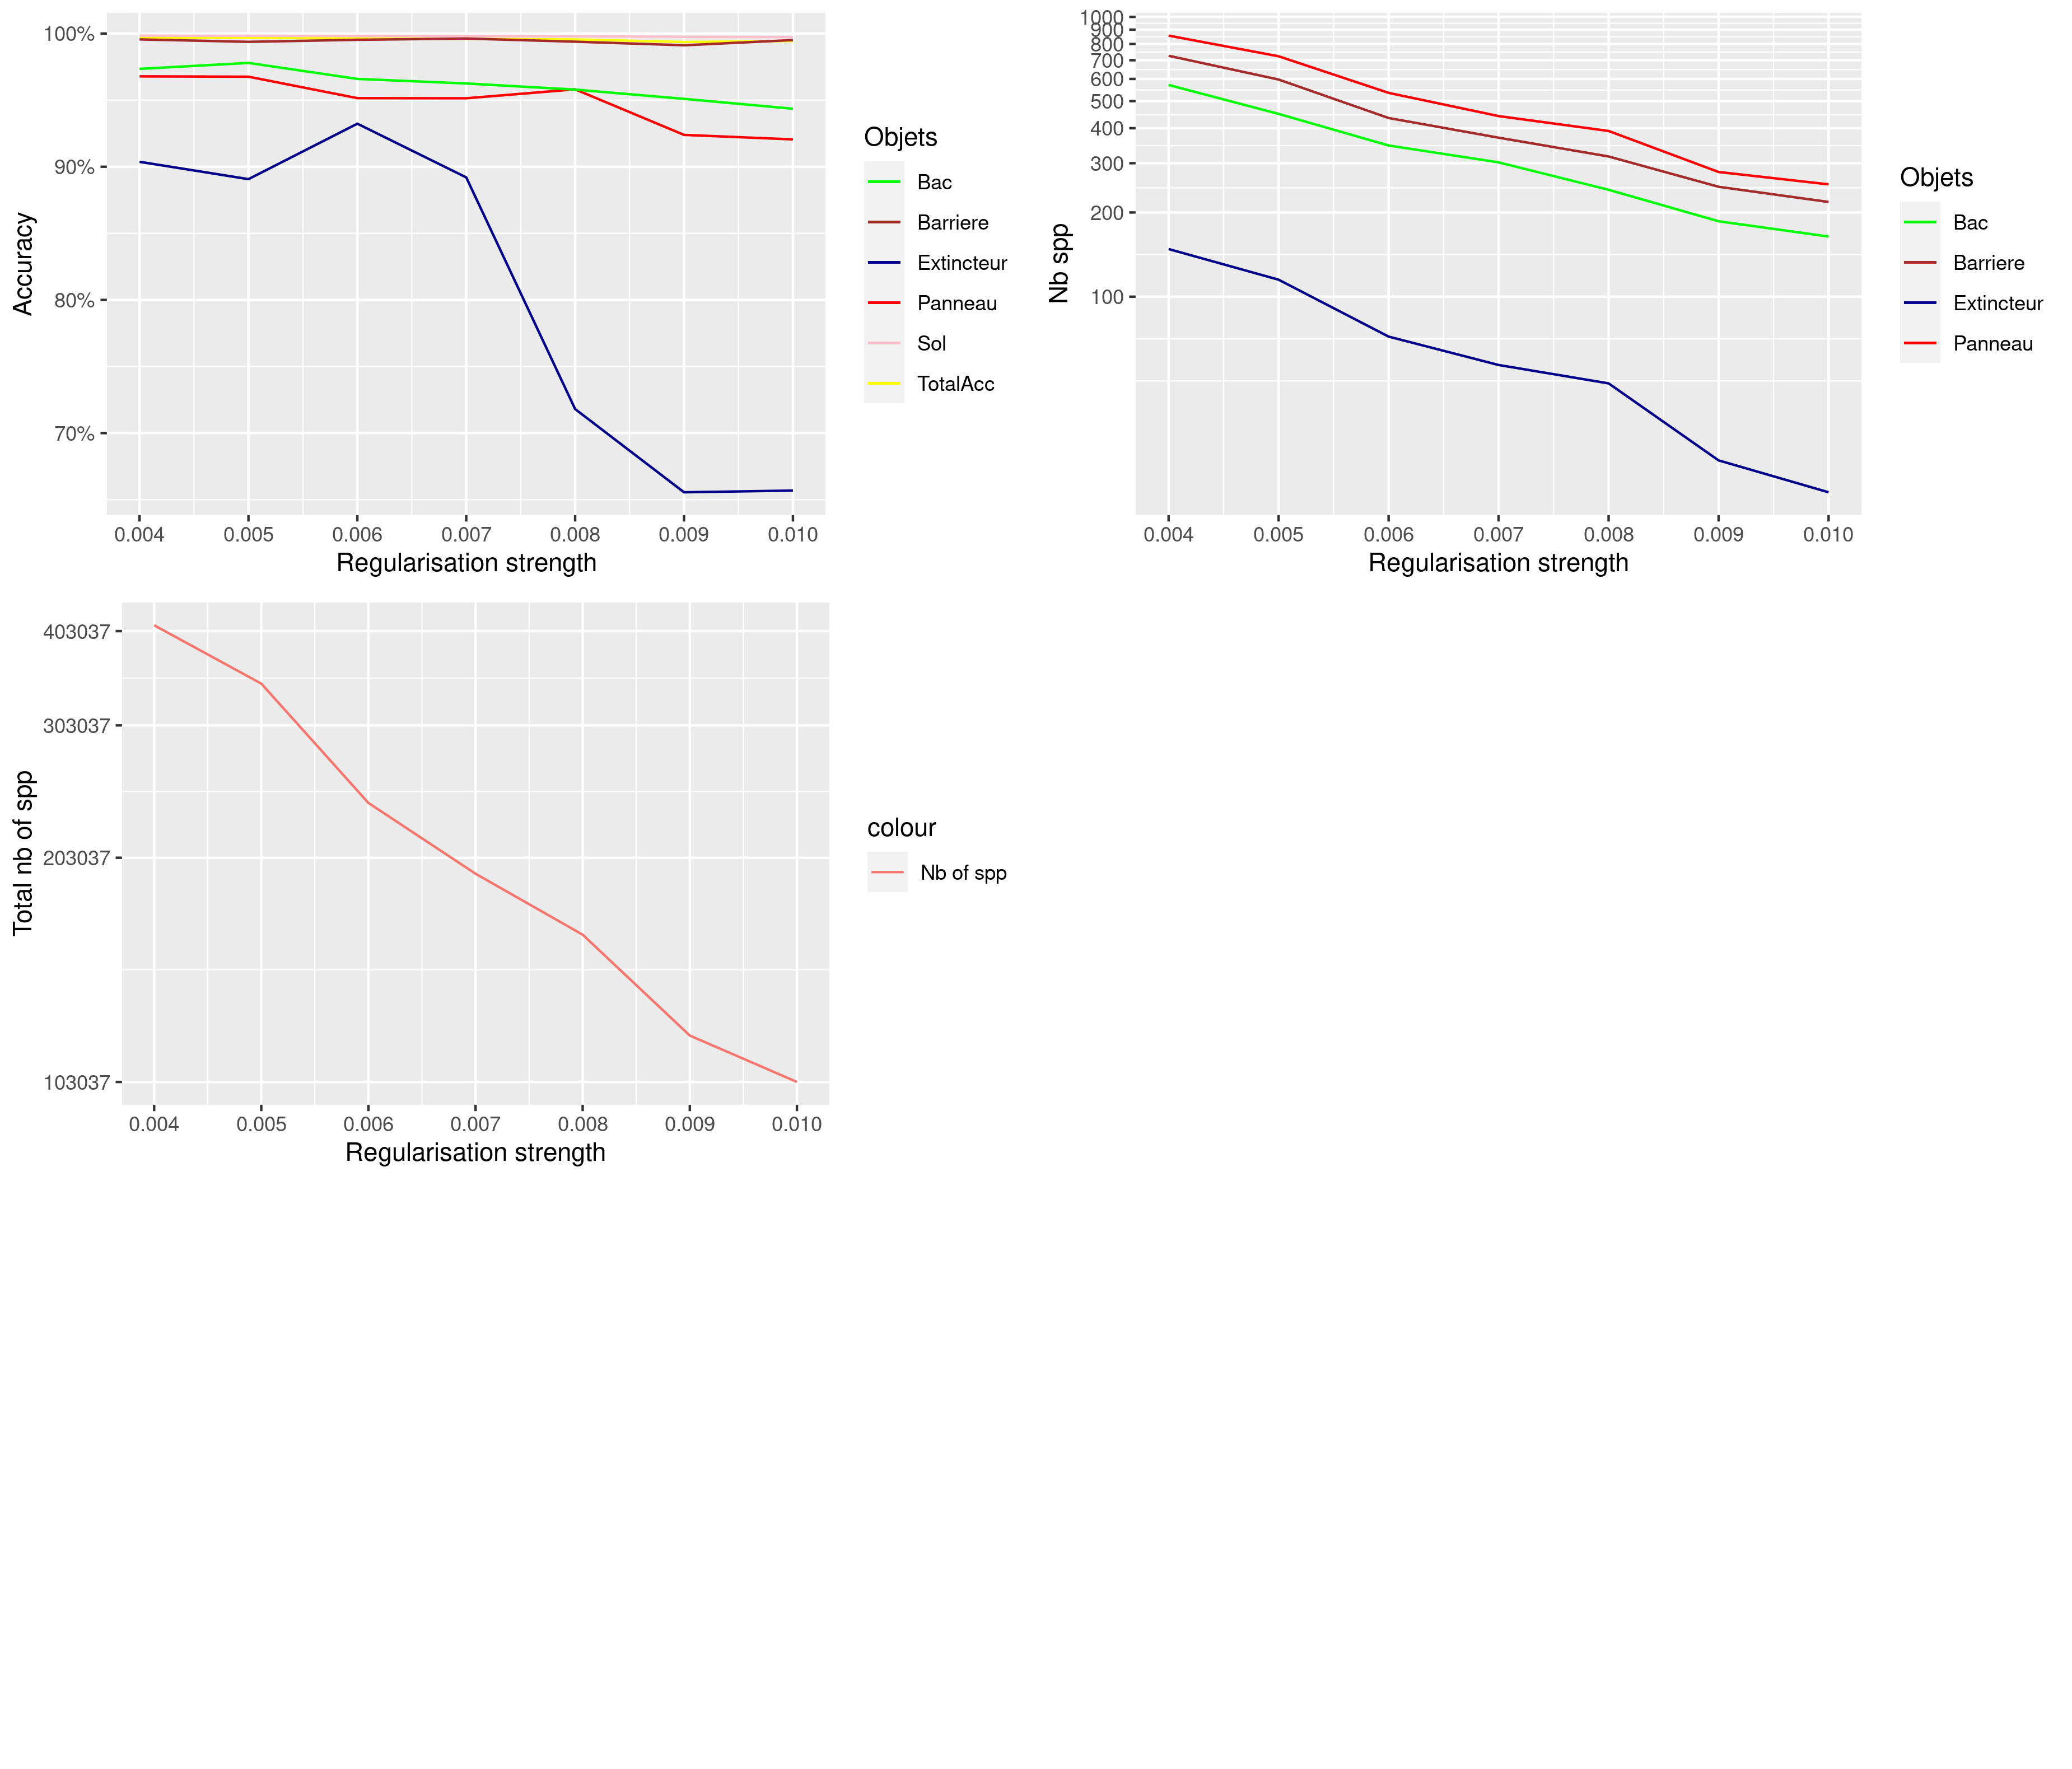 Accuracy
100%
90%
80%
70%
0.004 0.005 0.006 0.007 0.008 0.009 0.010
Regularisation strength
Objets
Bac
Barriere
Extincteur
Panneau
Sol
TotalAcc
Nb spp
1000
900
800
700
600
500
400
300
200
100
0.004 0.005 0.006 0.007 0.008 0.009 0.010
Regularisation strength
Objets
Bac
Barriere
Extincteur
Panneau
Total nb of spp
403037
303037
203037
103037
0.004 0.005 0.006 0.007 0.008 0.009 0.010
Regularisation strength
colour
Nb of spp